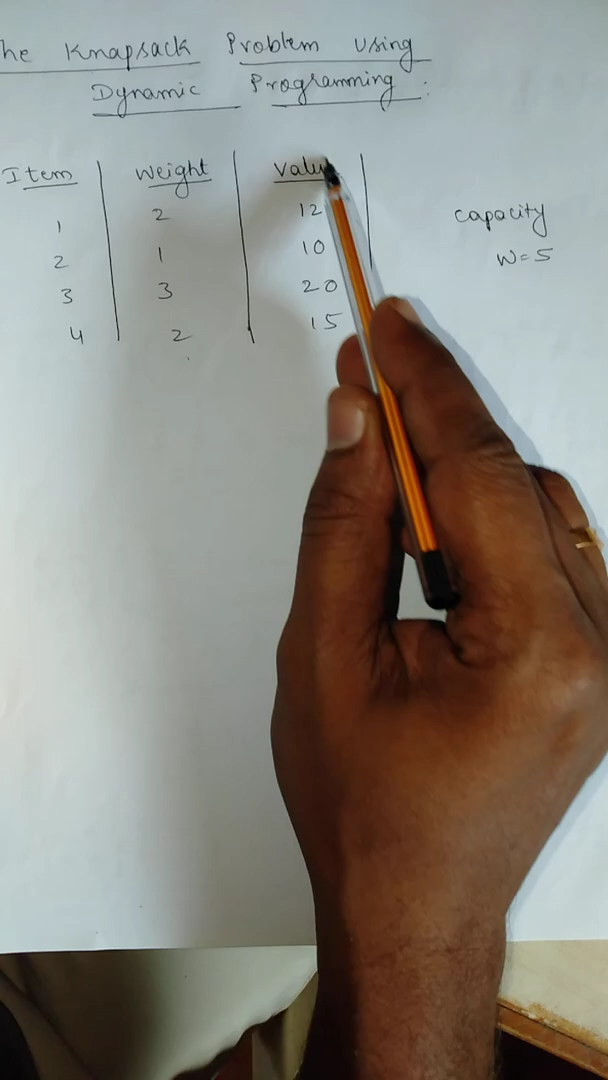 he Knapsack Problem using
Dynamic Programming :
Item Weight Valu
1 2 12
2 1 10
3 3 20
4 2 15
Capacity
W=5